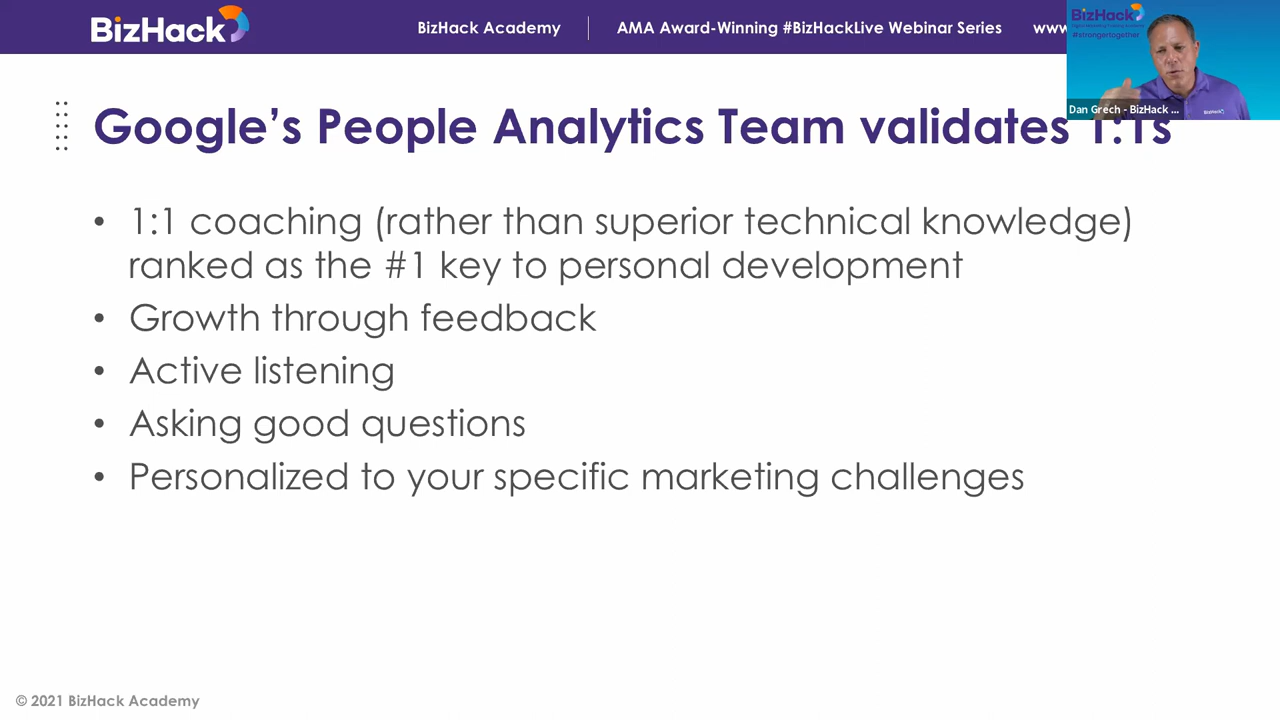 BizHack
BizHack Academy
AMA Award-Winning #BizHackLive Webinar Series
www
BizHack
#strongertogether
Dan Grech - BizHack ...
BizHack
Google’s People Analytics Team validates 1:1s
• 1:1 coaching (rather than superior technical knowledge)
ranked as the #1 key to personal development
• Growth through feedback
• Active listening
• Asking good questions
• Personalized to your specific marketing challenges
© 2021 BizHack Academy